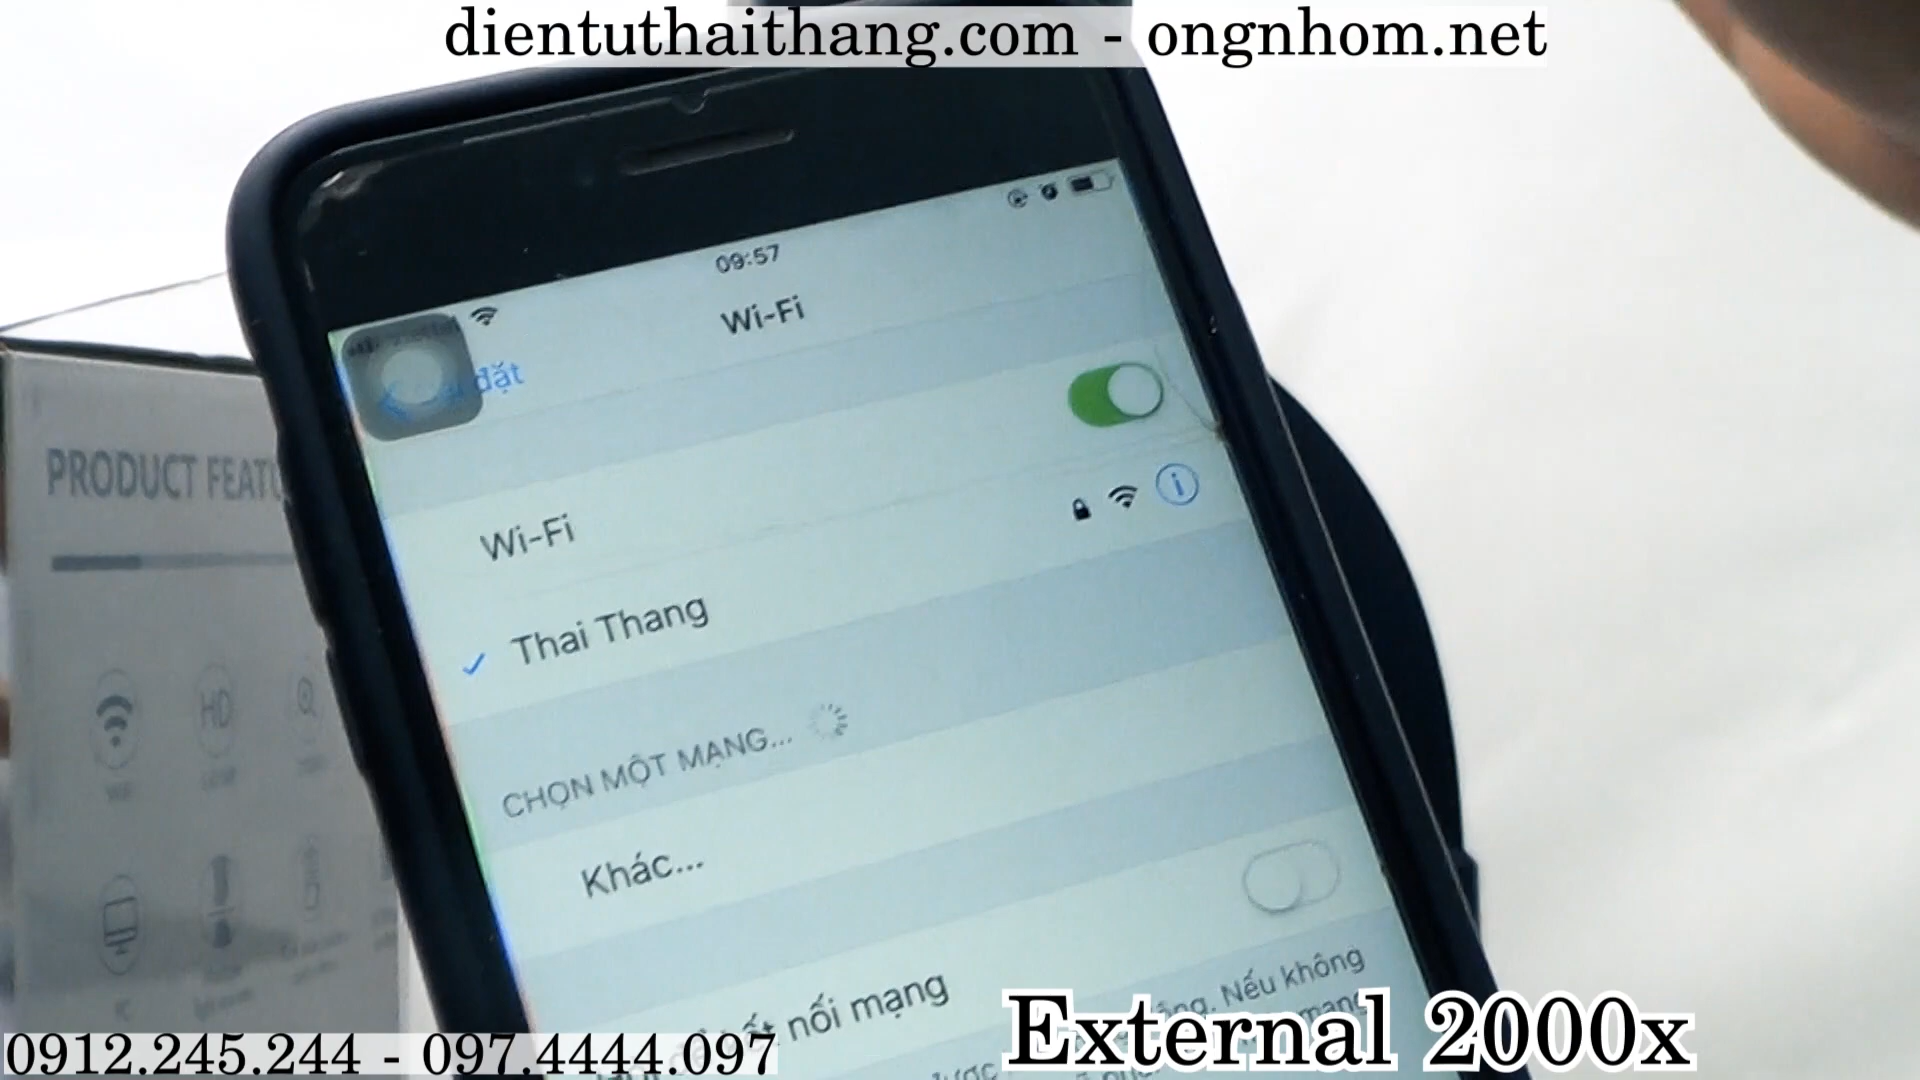 dientuthaithang.com - ongnhom.net
09:57
Wi-Fi
đặt
PRODUCT
Wi-Fi
Thai Thang
HD
CHỌN MỘT MẠNG...
Khác...
nối mạng
Nếu không
mạng
0912.245.244 - 097.4444.097
External 2000x